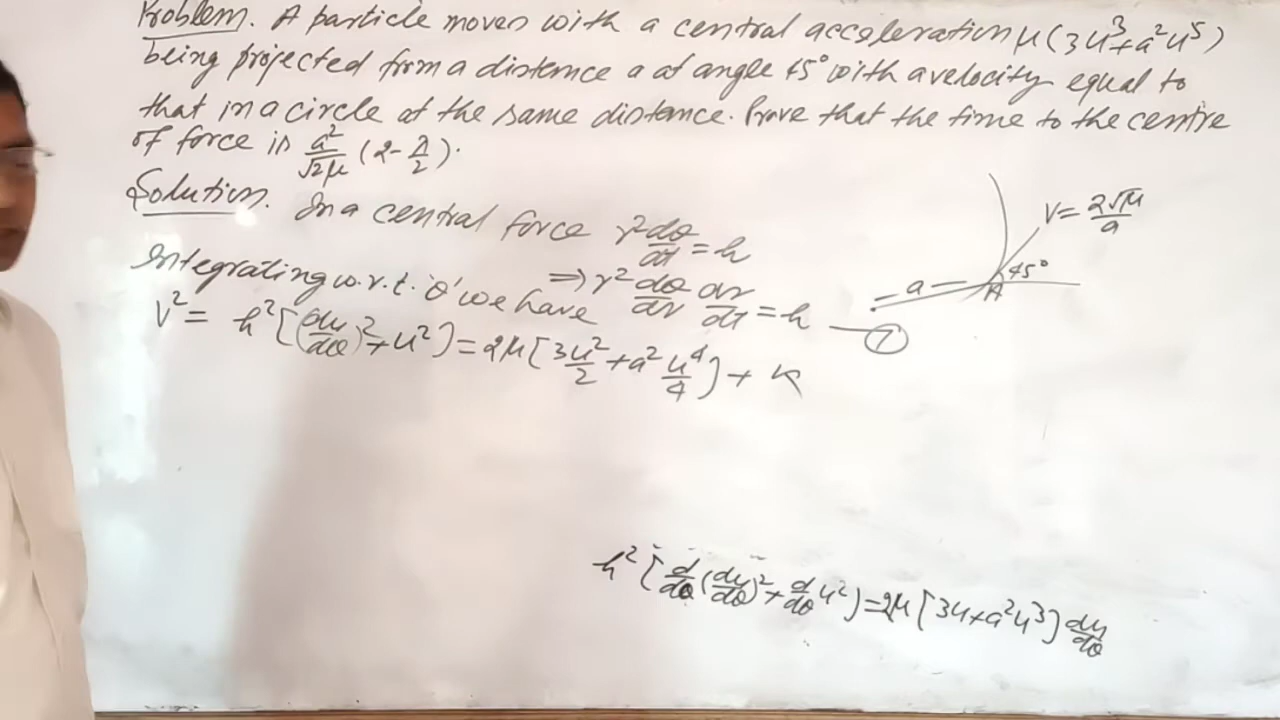 Problem. A particle moves with a central acceleration μ(3u³+a²u⁵)
being projected from a distance a at angle 45° with a velocity equal to
that in a circle at the same distance. Prove that the time to the centre
of force is a²/√2μ (2-π/2).
Solution. In a central force r²dθ/dt = h
⇒ r² dθ/dr dr/dt = h — ①
Integrating w.r.t. 'θ' we have
V² = h²[(du/dθ)²+u²] = 2μ[3u²/2+a²u⁴/4] + K
V = 2√μ/a
45°
a
A
h²[d/dθ(du/dθ)²+d/dθ u²] = 2μ[3u+a²u³]du/dθ